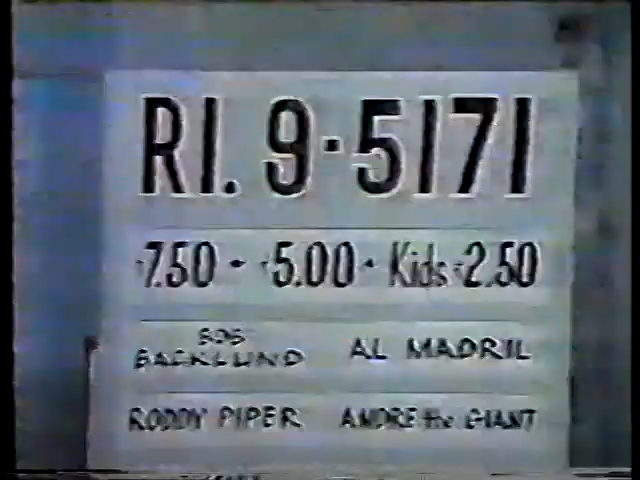 RI. 9-5171
$7.50 - $5.00 - Kids $2.50
BOB BACKLUND AL MADRIL
RODDY PIPER ANDRE the GIANT